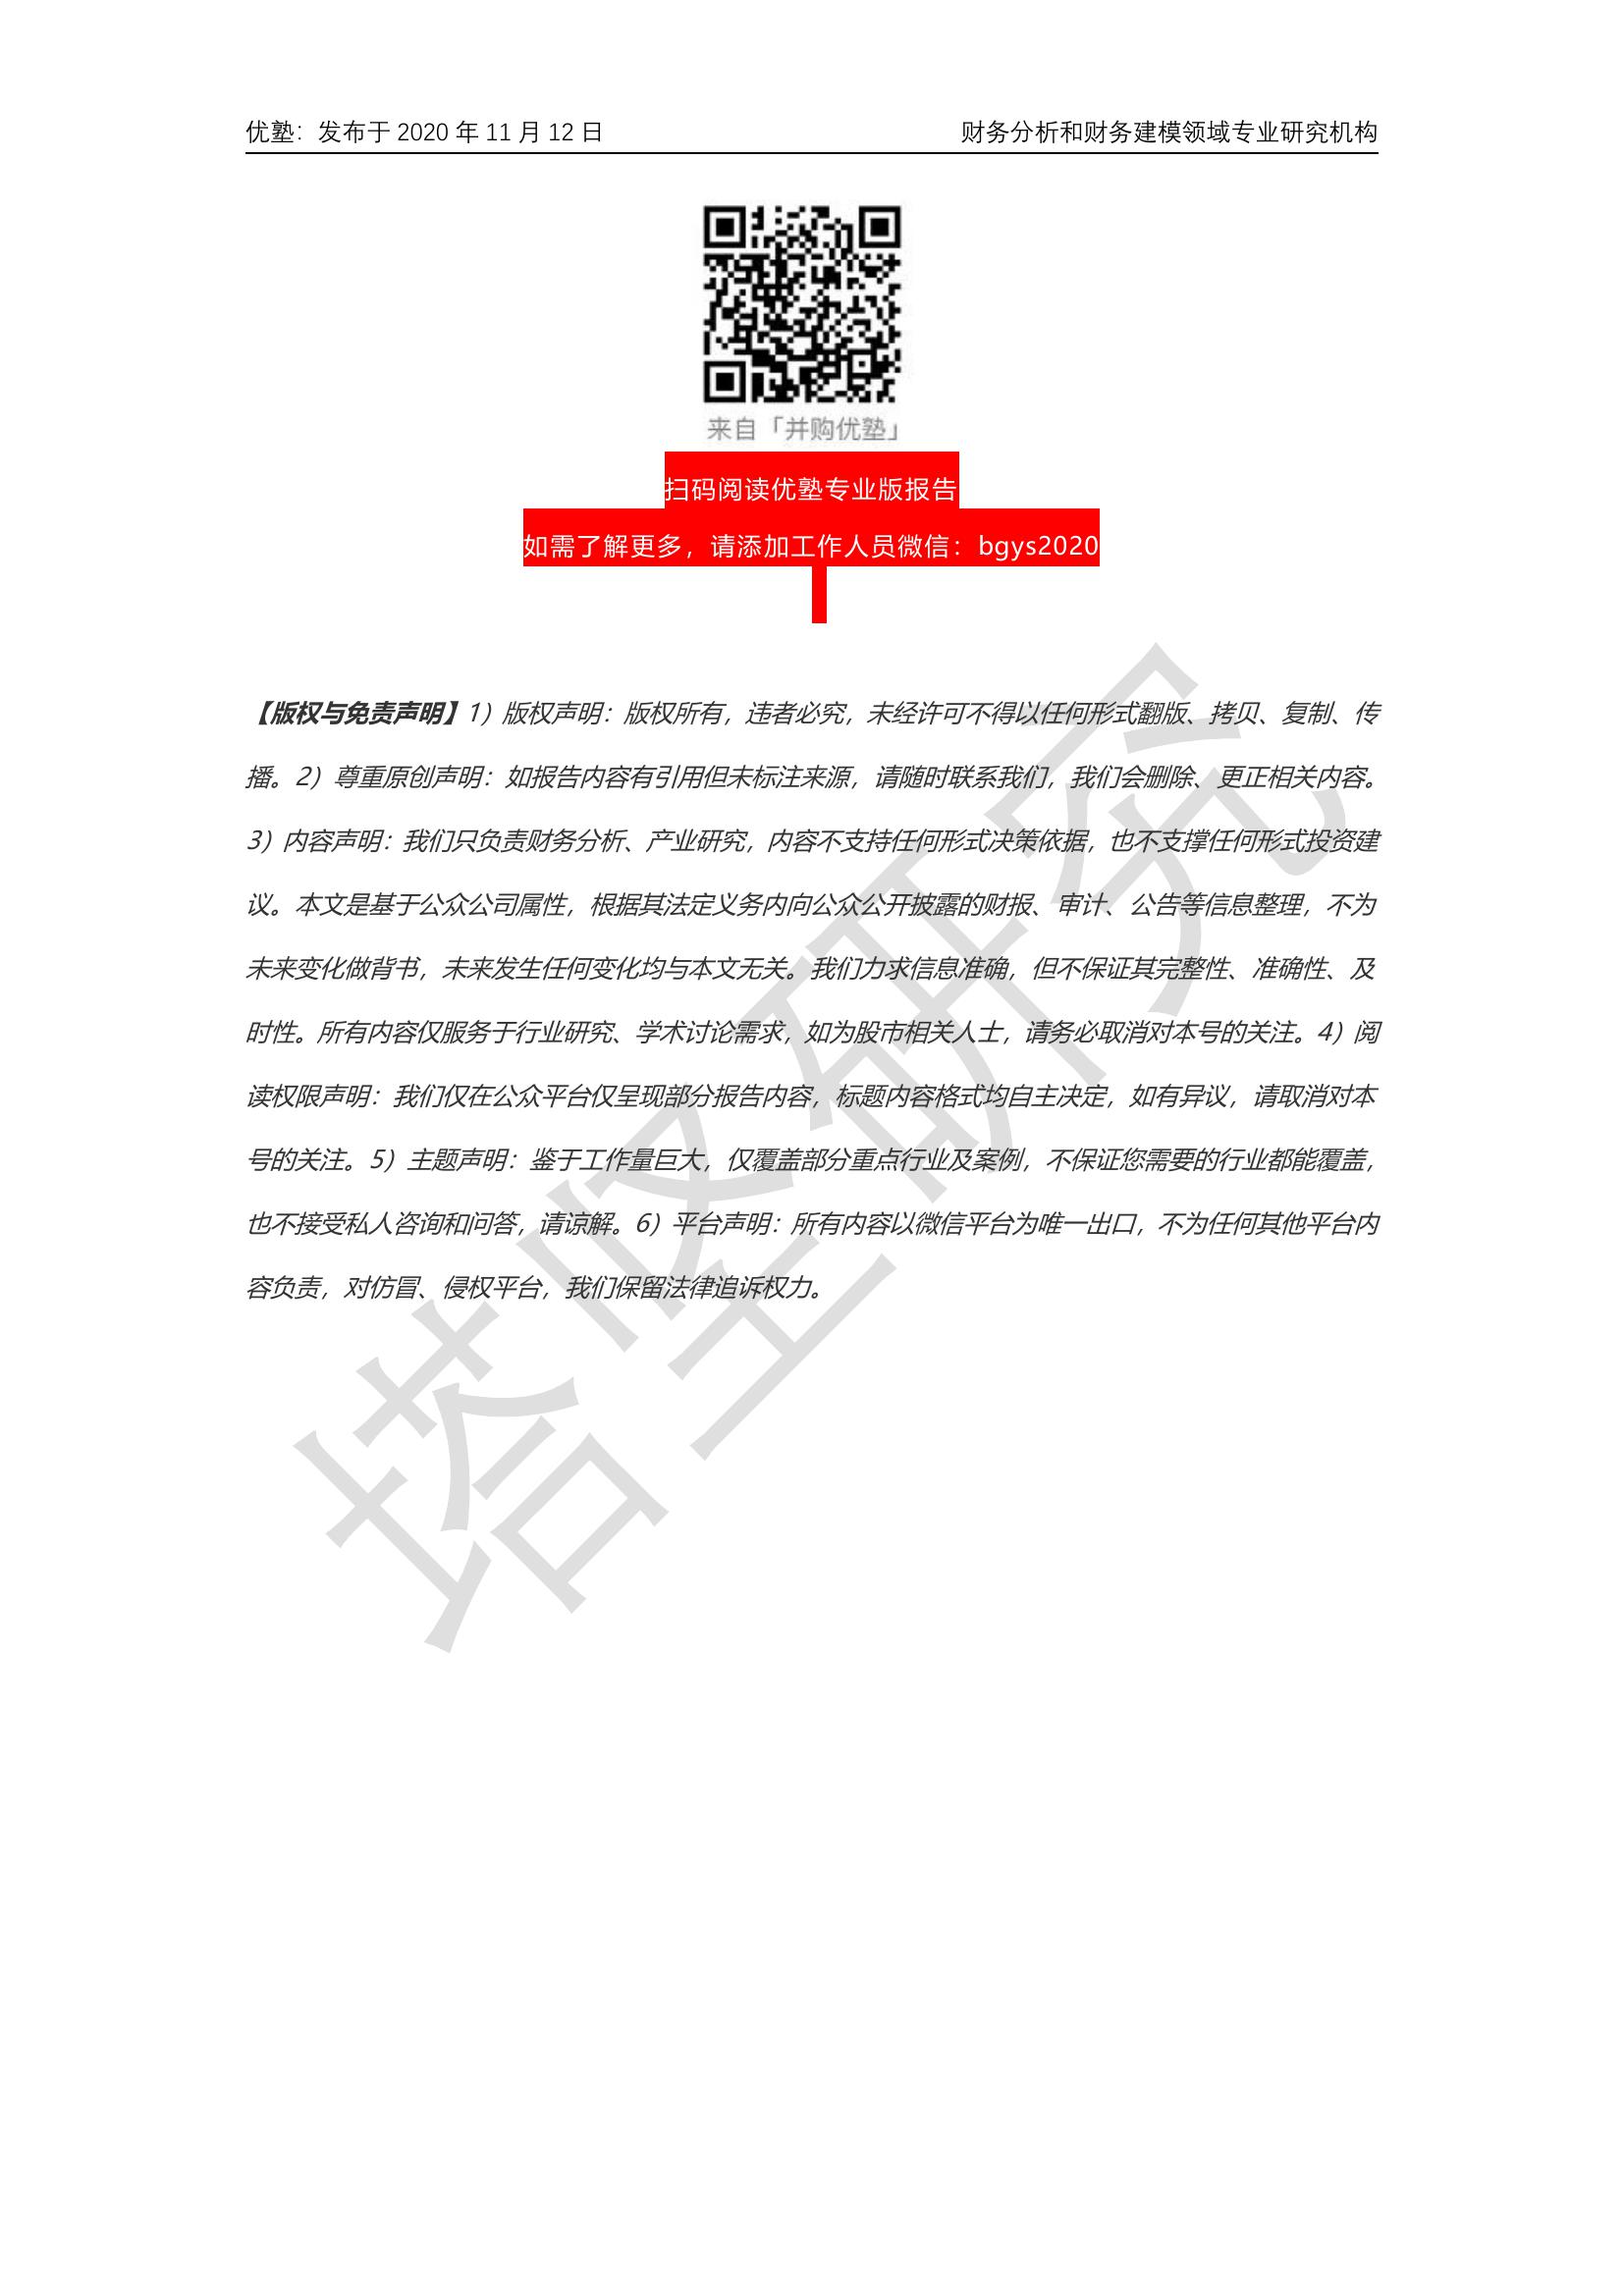 优塾：发布于 2020 年 11 月 12 日 财务分析和财务建模领域专业研究机构
来自「并购优塾」
扫码阅读优塾专业版报告
如需了解更多，请添加工作人员微信：bgys2020
【版权与免责声明】1）版权声明：版权所有，违者必究，未经许可不得以任何形式翻版、拷贝、复制、传
播。2）尊重原创声明：如报告内容有引用但未标注来源，请随时联系我们，我们会删除、更正相关内容。
3）内容声明：我们只负责财务分析、产业研究，内容不支持任何形式决策依据，也不支撑任何形式投资建
议。本文是基于公众公司属性，根据其法定义务内向公众公开披露的财报、审计、公告等信息整理，不为
未来变化做背书，未来发生任何变化均与本文无关。我们力求信息准确，但不保证其完整性、准确性、及
时性。所有内容仅服务于行业研究、学术讨论需求，如为股市相关人士，请务必取消对本号的关注。4）阅
读权限声明：我们仅在公众平台仅呈现部分报告内容，标题内容格式均自主决定，如有异议，请取消对本
号的关注。5）主题声明：鉴于工作量巨大，仅覆盖部分重点行业及案例，不保证您需要的行业都能覆盖，
也不接受私人咨询和问答，请谅解。6）平台声明：所有内容以微信平台为唯一出口，不为任何其他平台内
容负责，对仿冒、侵权平台，我们保留法律追诉权力。
塔坚研究